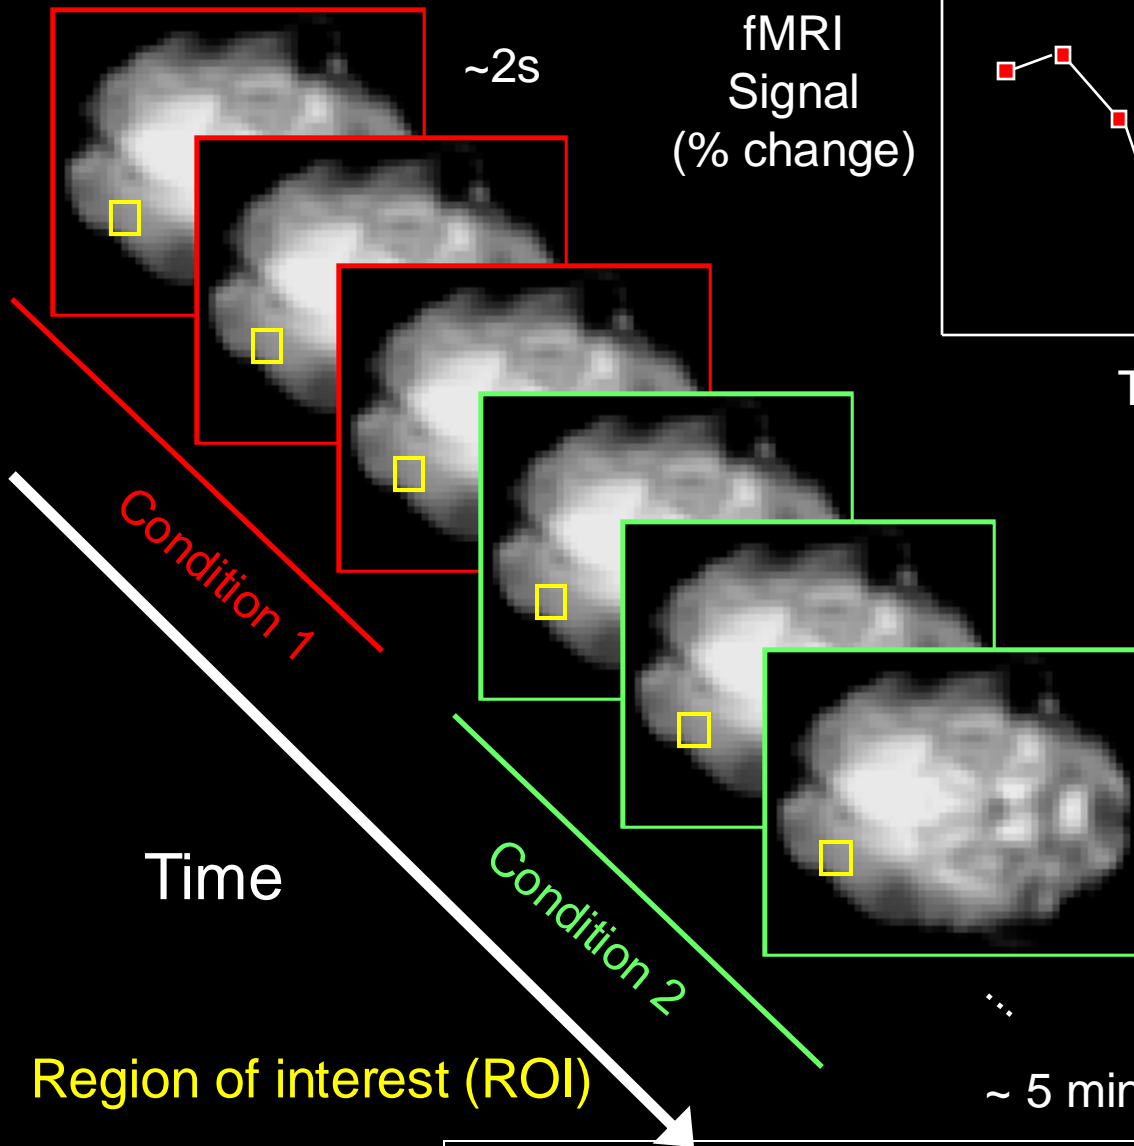 ~2s
fMRI
Signal
(% change)
T
Condition 1
Time
Condition 2
...
Region of interest (ROI)
~ 5 min